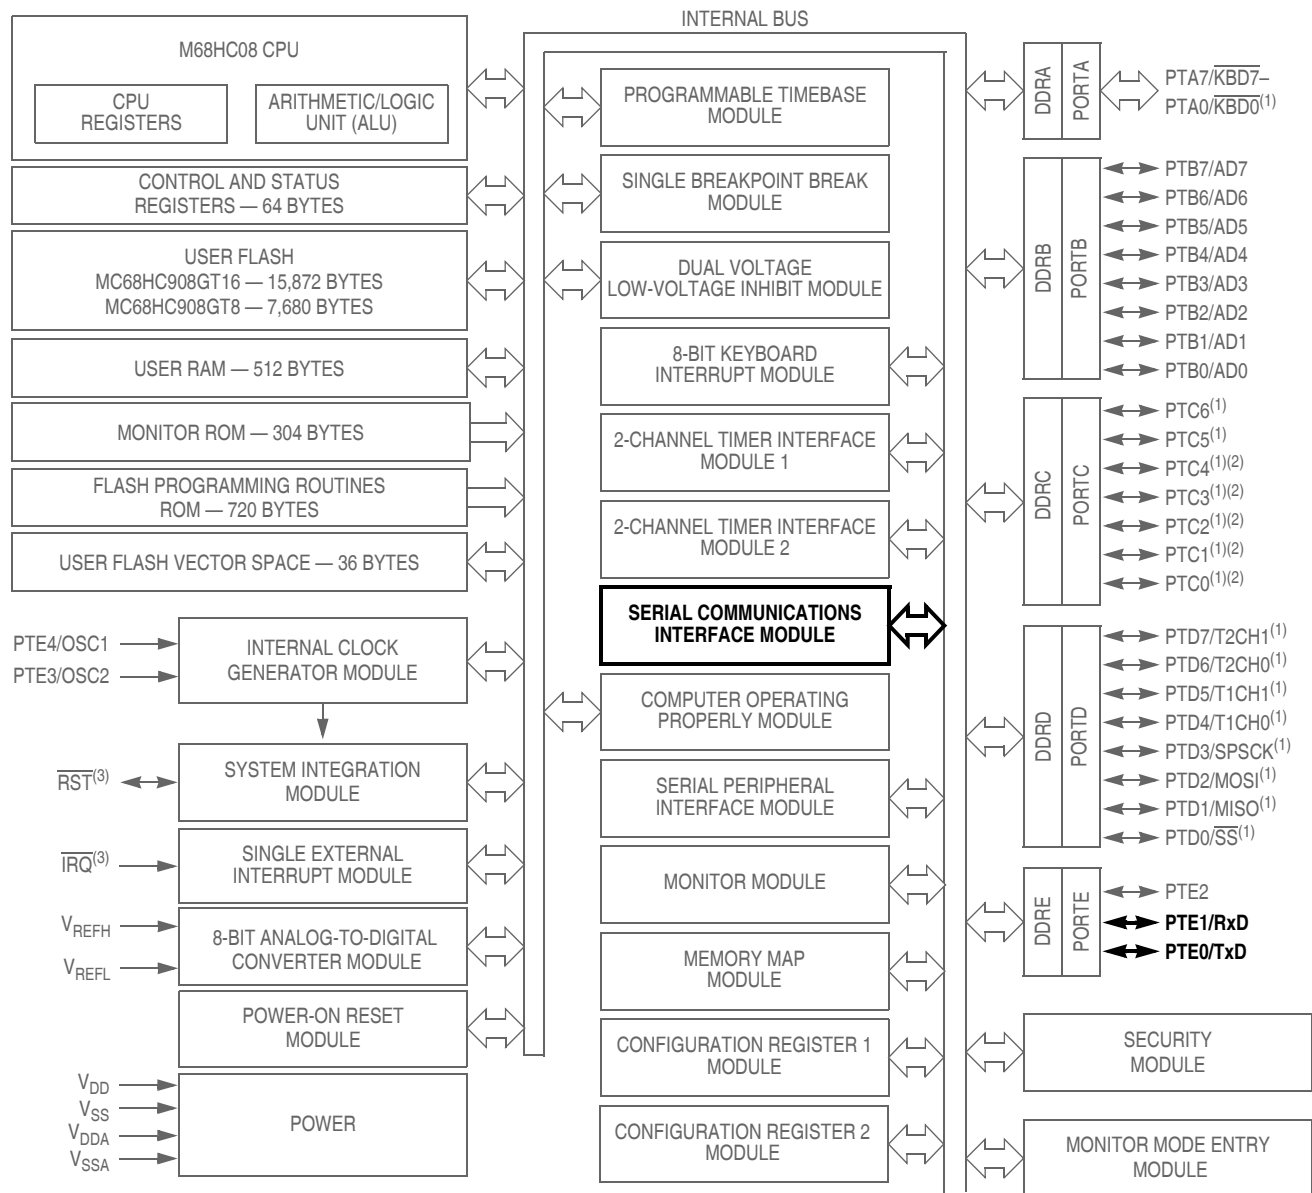 INTERNAL BUS
M68HC08 CPU
CPU
REGISTERS
ARITHMETIC/LOGIC
UNIT (ALU)
CONTROL AND STATUS
REGISTERS — 64 BYTES
USER FLASH
MC68HC908GT16 — 15,872 BYTES
MC68HC908GT8 — 7,680 BYTES
USER RAM — 512 BYTES
MONITOR ROM — 304 BYTES
FLASH PROGRAMMING ROUTINES
ROM — 720 BYTES
USER FLASH VECTOR SPACE — 36 BYTES
PTE4/OSC1
PTE3/OSC2
INTERNAL CLOCK
GENERATOR MODULE
RST(3)
SYSTEM INTEGRATION
MODULE
IRQ(3)
SINGLE EXTERNAL
INTERRUPT MODULE
VREFH
VREFL
8-BIT ANALOG-TO-DIGITAL
CONVERTER MODULE
POWER-ON RESET
MODULE
VDD
VSS
VDDA
VSSA
POWER
PROGRAMMABLE TIMEBASE
MODULE
SINGLE BREAKPOINT BREAK
MODULE
DUAL VOLTAGE
LOW-VOLTAGE INHIBIT MODULE
8-BIT KEYBOARD
INTERRUPT MODULE
2-CHANNEL TIMER INTERFACE
MODULE 1
2-CHANNEL TIMER INTERFACE
MODULE 2
SERIAL COMMUNICATIONS
INTERFACE MODULE
COMPUTER OPERATING
PROPERLY MODULE
SERIAL PERIPHERAL
INTERFACE MODULE
MONITOR MODULE
MEMORY MAP
MODULE
CONFIGURATION REGISTER 1
MODULE
CONFIGURATION REGISTER 2
MODULE
DDRA
PORTA
PTA7/KBD7–
PTA0/KBD0(1)
DDRB
PORTB
PTB7/AD7
PTB6/AD6
PTB5/AD5
PTB4/AD4
PTB3/AD3
PTB2/AD2
PTB1/AD1
PTB0/AD0
DDRC
PORTC
PTC6(1)
PTC5(1)
PTC4(1)(2)
PTC3(1)(2)
PTC2(1)(2)
PTC1(1)(2)
PTC0(1)(2)
DDRD
PORTD
PTD7/T2CH1(1)
PTD6/T2CH0(1)
PTD5/T1CH1(1)
PTD4/T1CH0(1)
PTD3/SPSCK(1)
PTD2/MOSI(1)
PTD1/MISO(1)
PTD0/SS(1)
DDRE
PORTE
PTE2
PTE1/RxD
PTE0/TxD
SECURITY
MODULE
MONITOR MODE ENTRY
MODULE